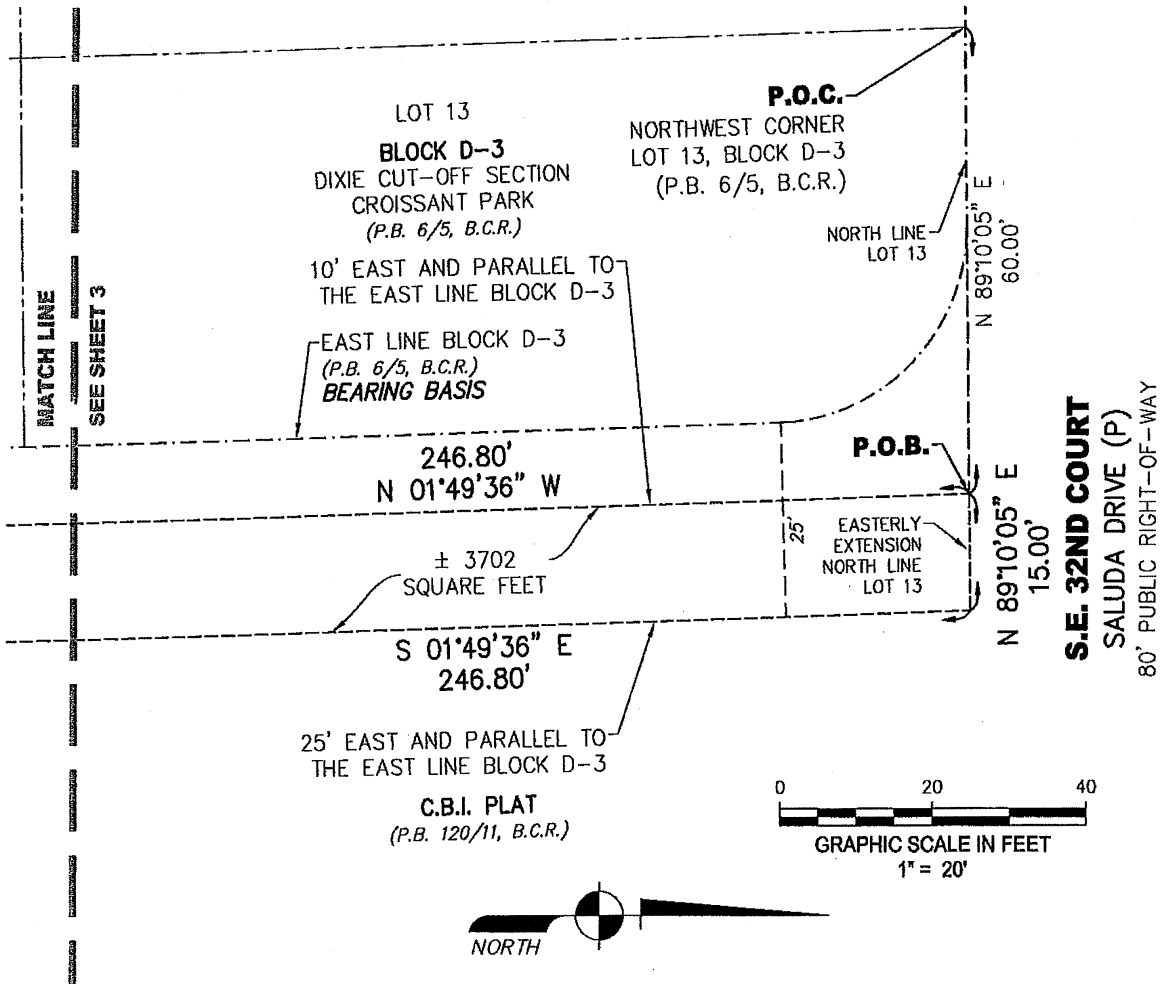 LOT 13
BLOCK D-3
DIXIE CUT-OFF SECTION
CROISSANT PARK
(P.B. 6/5, B.C.R.)
P.O.C.
NORTHWEST CORNER
LOT 13, BLOCK D-3
(P.B. 6/5, B.C.R.)
NORTH LINE
LOT 13
N 89°10'05" E
60.00'
10' EAST AND PARALLEL TO
THE EAST LINE BLOCK D-3
MATCH LINE
SEE SHEET 3
EAST LINE BLOCK D-3
(P.B. 6/5, B.C.R.)
BEARING BASIS
246.80'
N 01°49'36" W
P.O.B.
25'
EASTERLY
EXTENSION
NORTH LINE
LOT 13
N 89°10'05" E
15.00'
S.E. 32ND COURT
SALUDA DRIVE (P)
80' PUBLIC RIGHT-OF-WAY
± 3702
SQUARE FEET
S 01°49'36" E
246.80'
25' EAST AND PARALLEL TO
THE EAST LINE BLOCK D-3
C.B.I. PLAT
(P.B. 120/11, B.C.R.)
0 20 40
GRAPHIC SCALE IN FEET
1" = 20'
NORTH